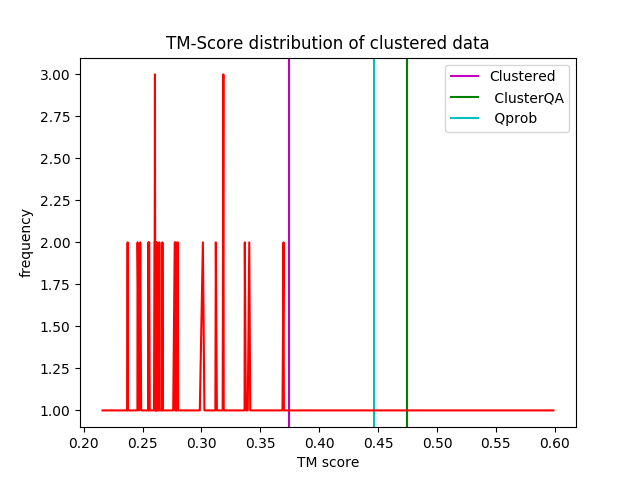 TM-Score distribution of clustered data
Clustered
ClusterQA
Qprob
frequency
3.00
2.75
2.50
2.25
2.00
1.75
1.50
1.25
1.00
0.20 0.25 0.30 0.35 0.40 0.45 0.50 0.55 0.60
TM score